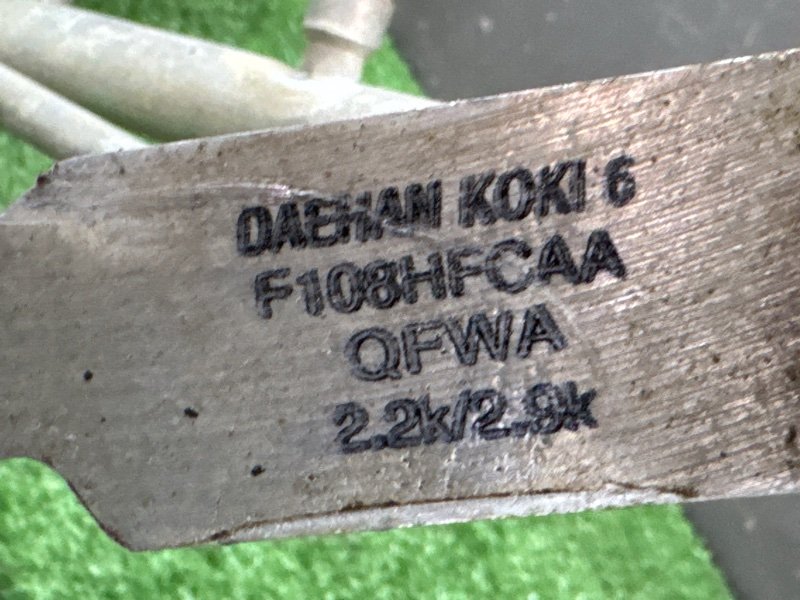 DAEHAN KOKI 6
F108HFCAA
QFWA
2.2k/2.9k